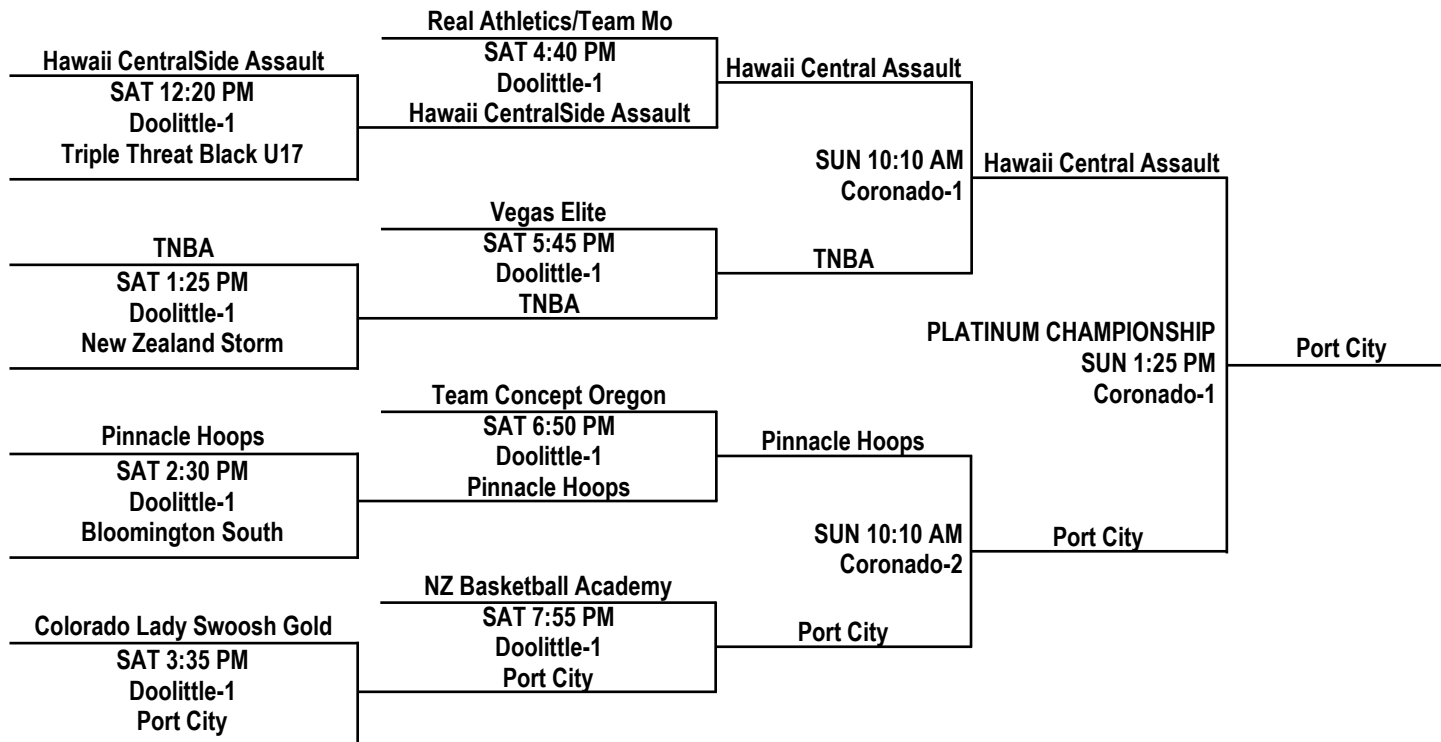 Real Athletics/Team Mo
Hawaii CentralSide Assault
SAT 4:40 PM
Doolittle-1
Hawaii Central Assault
SAT 12:20 PM
Doolittle-1
Hawaii CentralSide Assault
Triple Threat Black U17
SUN 10:10 AM
Coronado-1
Hawaii Central Assault
Vegas Elite
TNBA
SAT 5:45 PM
Doolittle-1
TNBA
SAT 1:25 PM
Doolittle-1
TNBA
New Zealand Storm
PLATINUM CHAMPIONSHIP
SUN 1:25 PM
Coronado-1
Port City
Team Concept Oregon
Pinnacle Hoops
SAT 6:50 PM
Doolittle-1
Pinnacle Hoops
SAT 2:30 PM
Doolittle-1
Pinnacle Hoops
Bloomington South
SUN 10:10 AM
Coronado-2
Port City
NZ Basketball Academy
Colorado Lady Swoosh Gold
SAT 7:55 PM
Doolittle-1
Port City
SAT 3:35 PM
Doolittle-1
Port City
Port City